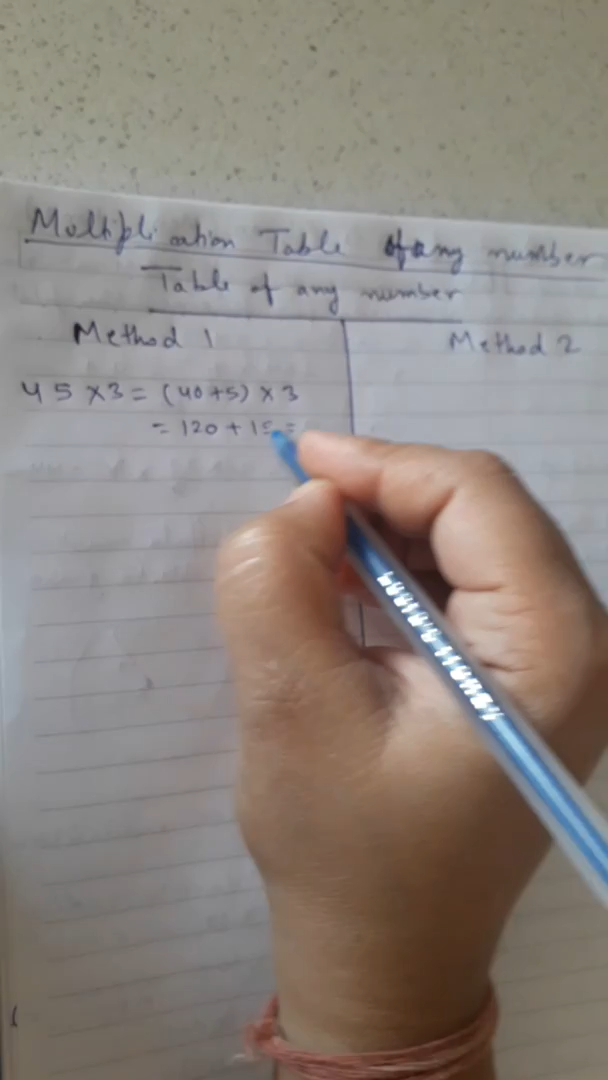 Multiplication Table of any number
Table of any number
Method 1
Method 2
45 x3 = (40+5) x 3
= 120 + 15 =